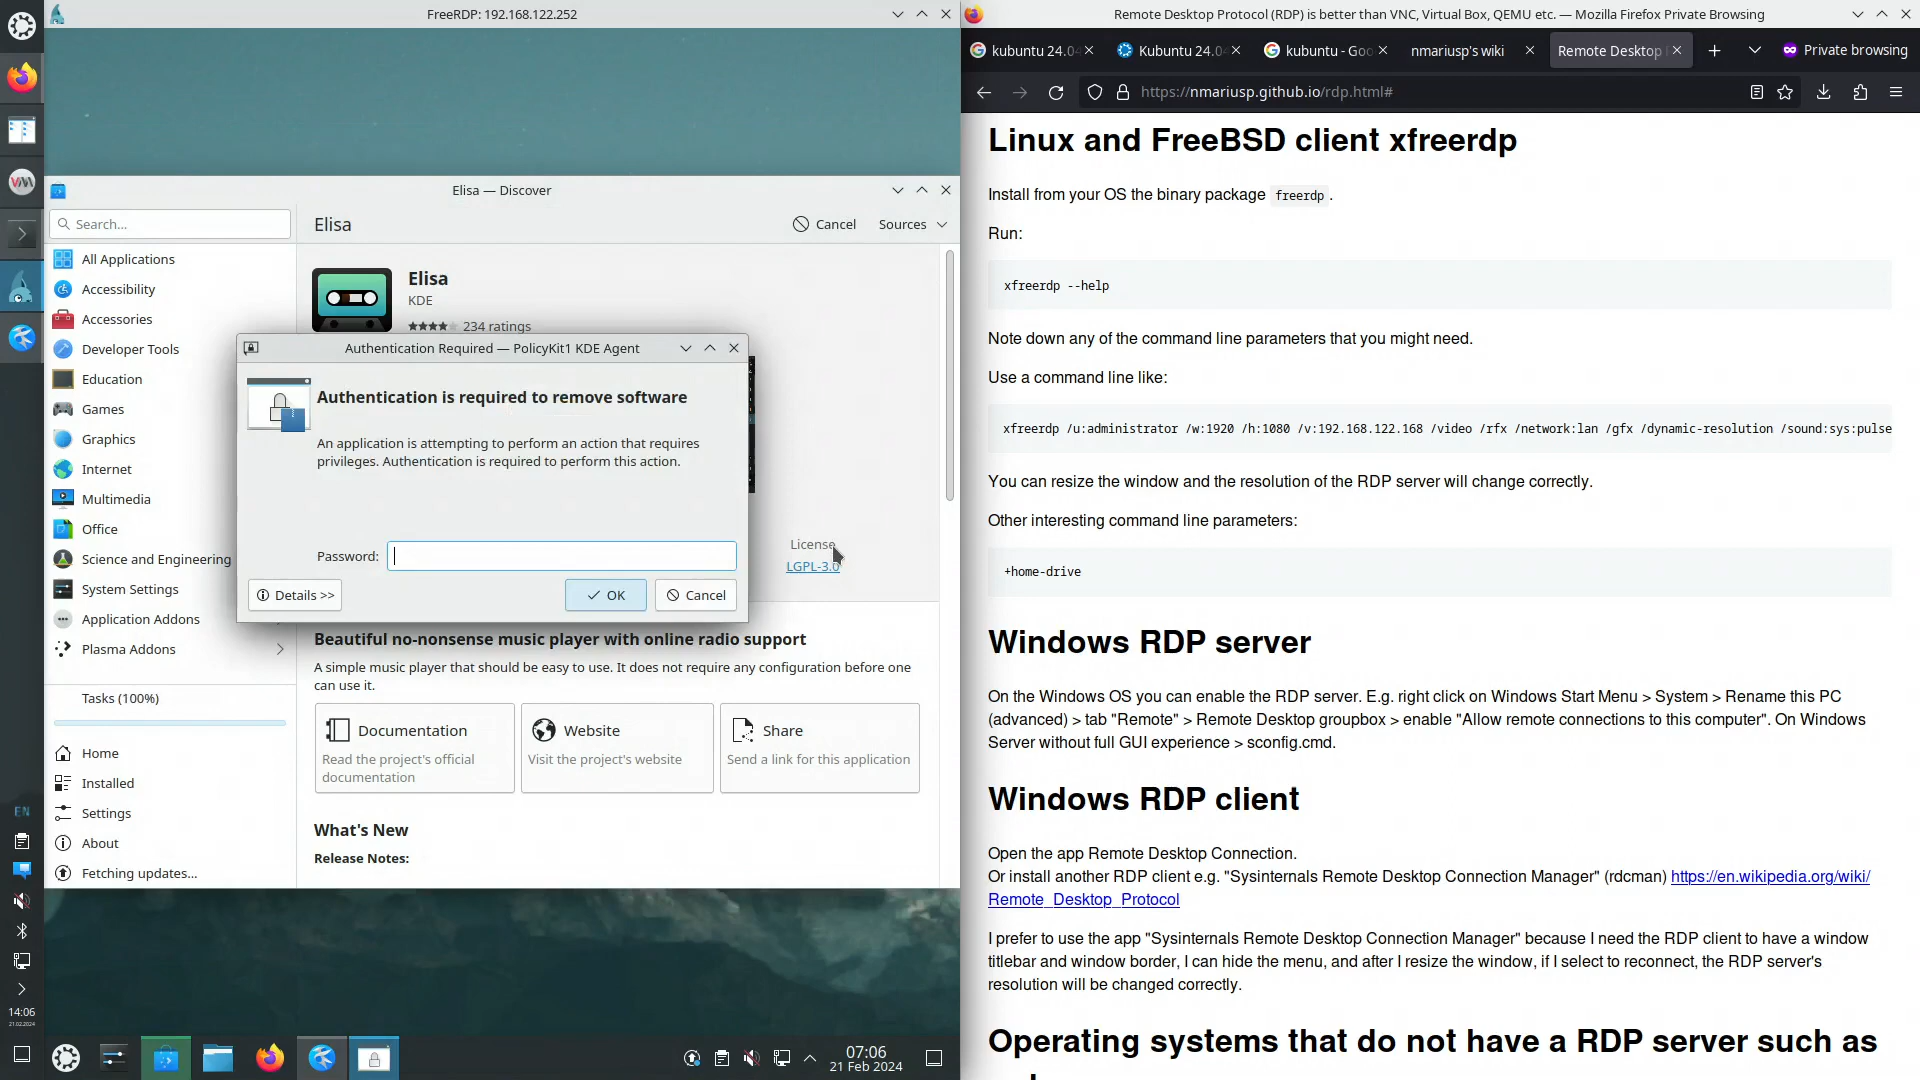 FreeRDP: 192.168.122.252
Elisa — Discover
Search...
Elisa
Cancel
Sources
All Applications
Accessibility
Accessories
Developer Tools
Education
Games
Graphics
Internet
Multimedia
Office
Science and Engineering
System Settings
Application Addons
Plasma Addons
Tasks (100%)
Home
Installed
Settings
About
Fetching updates...
Elisa
KDE
234 ratings
Authentication Required — PolicyKit1 KDE Agent
Authentication is required to remove software
An application is attempting to perform an action that requires
privileges. Authentication is required to perform this action.
Password:
Details >>
OK
Cancel
License
LGPL-3.0
Beautiful no-nonsense music player with online radio support
A simple music player that should be easy to use. It does not require any configuration before one
can use it.
Documentation
Read the project's official
documentation
Website
Visit the project's website
Share
Send a link for this application
What's New
Release Notes:
EN
14:06
21.02.2024
07:06
21 Feb 2024
Remote Desktop Protocol (RDP) is better than VNC, Virtual Box, QEMU etc. — Mozilla Firefox Private Browsing
kubuntu 24.0
Kubuntu 24.0
kubuntu - Goo
nmariusp's wiki
Remote Desktop
Private browsing
https://nmariusp.github.io/rdp.html#
Linux and FreeBSD client xfreerdp
Install from your OS the binary package freerdp .
Run:
xfreerdp --help
Note down any of the command line parameters that you might need.
Use a command line like:
xfreerdp /u:administrator /w:1920 /h:1080 /v:192.168.122.168 /video /rfx /network:lan /gfx /dynamic-resolution /sound:sys:pulse
You can resize the window and the resolution of the RDP server will change correctly.
Other interesting command line parameters:
+home-drive
Windows RDP server
On the Windows OS you can enable the RDP server. E.g. right click on Windows Start Menu > System > Rename this PC
(advanced) > tab "Remote" > Remote Desktop groupbox > enable "Allow remote connections to this computer". On Windows
Server without full GUI experience > sconfig.cmd.
Windows RDP client
Open the app Remote Desktop Connection.
Or install another RDP client e.g. "Sysinternals Remote Desktop Connection Manager" (rdcman) https://en.wikipedia.org/wiki/
Remote_Desktop_Protocol
I prefer to use the app "Sysinternals Remote Desktop Connection Manager" because I need the RDP client to have a window
titlebar and window border, I can hide the menu, and after I resize the window, if I select to reconnect, the RDP server's
resolution will be changed correctly.
Operating systems that do not have a RDP server such as